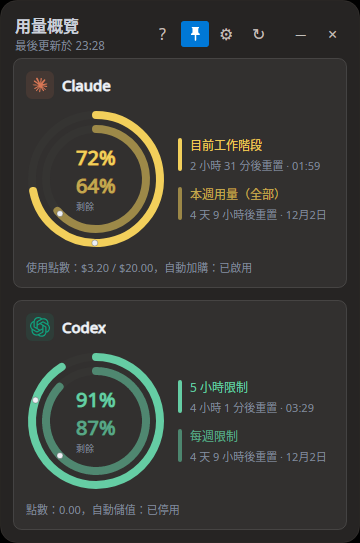 用量概覽
最後更新於 23:28
Claude
72%
64%
剩餘
目前工作階段
2 小時 31 分後重置 · 01:59
本週用量（全部）
4 天 9 小時後重置 · 12月2日
使用點數：$3.20 / $20.00，自動加購：已啟用
Codex
91%
87%
剩餘
5 小時限制
4 小時 1 分後重置 · 03:29
每週限制
4 天 9 小時後重置 · 12月2日
點數：0.00，自動儲值：已停用